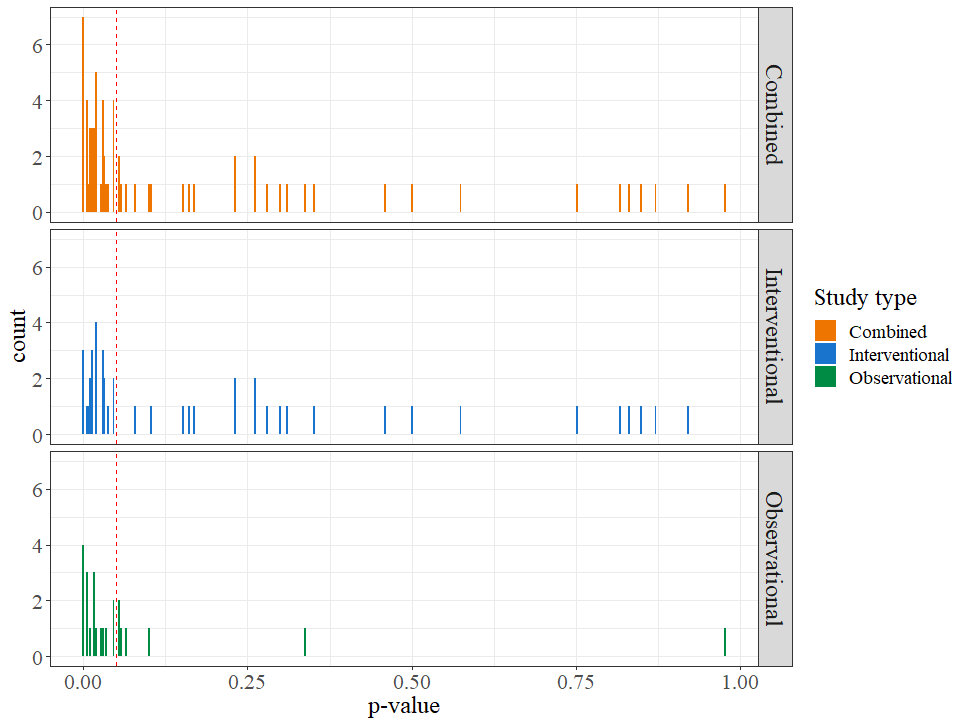 6
4
2
0
Combined
6
4
2
0
Interventional
6
4
2
0
Observational
count
0.00 0.25 0.50 0.75 1.00
p-value
Study type
Combined
Interventional
Observational